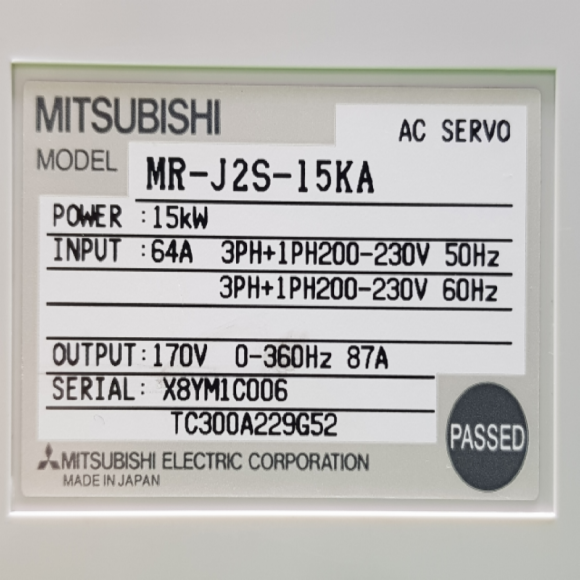 MITSUBISHI
AC SERVO
MODEL MR-J2S-15KA
POWER :15kW
INPUT :64A 3PH+1PH200-230V 50Hz
3PH+1PH200-230V 60Hz
OUTPUT:170V 0-360Hz 87A
SERIAL: X8YM1C006
TC300A229G52
PASSED
MITSUBISHI ELECTRIC CORPORATION
MADE IN JAPAN